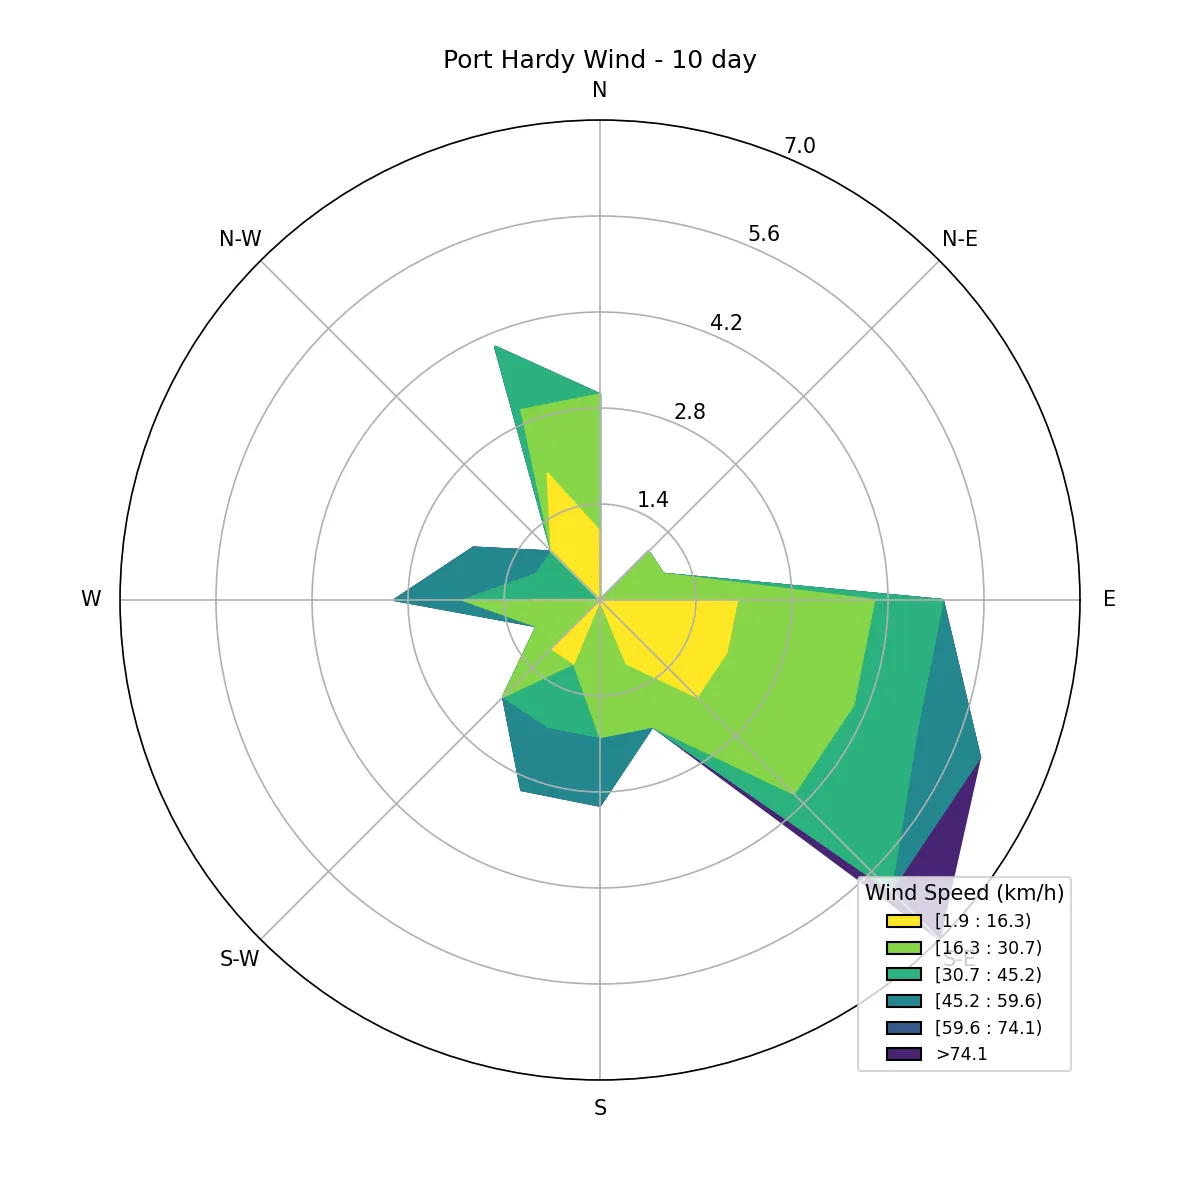 Port Hardy Wind - 10 day
N
7.0
N-W
5.6
N-E
4.2
2.8
1.4
W
E
Wind Speed (km/h)
[1.9 : 16.3)
[16.3 : 30.7)
S-W
S-E
[30.7 : 45.2)
[45.2 : 59.6)
[59.6 : 74.1)
>74.1
S